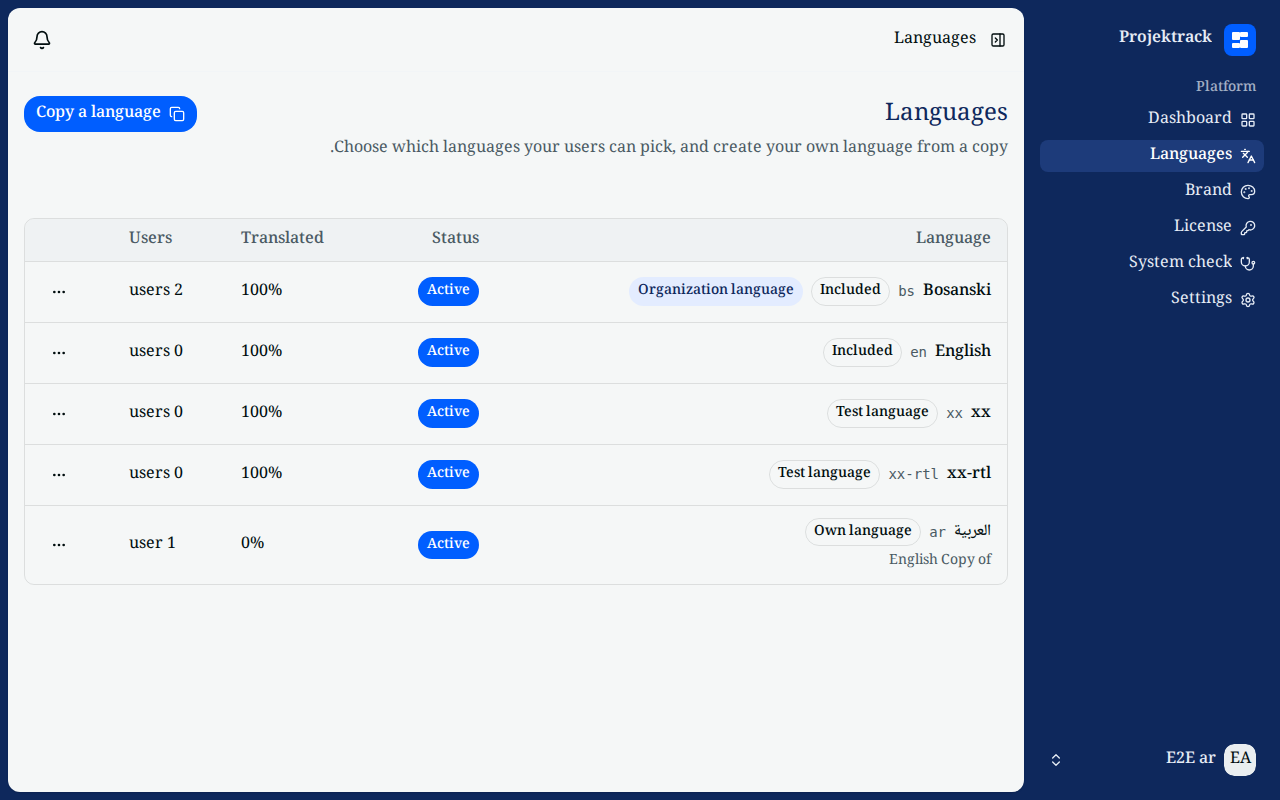 Projektrack
Platform
Dashboard
Languages
Brand
License
System check
Settings
E2E ar
EA
Languages
Languages
Copy a language
.Choose which languages your users can pick, and create your own language from a copy
Language Status Translated Users
Bosanski bs Included Organization language Active 100% users 2
English en Included Active 100% users 0
xx xx Test language Active 100% users 0
xx-rtl xx-rtl Test language Active 100% users 0
العربية ar Own language Active 0% user 1
English Copy of